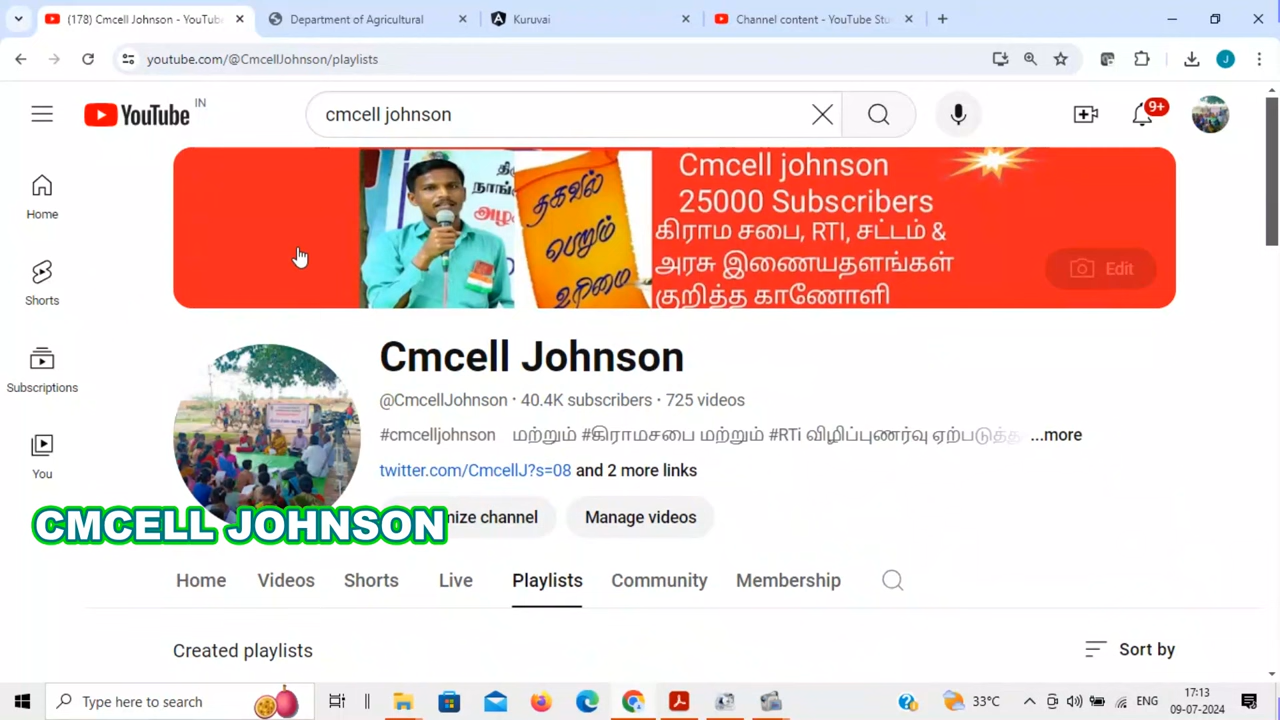 (178) Cmcell Johnson - YouTube
Department of Agricultural
Kuruvai
Channel content - YouTube Stu
youtube.com/@CmcellJohnson/playlists
J
YouTube IN
cmcell johnson
9+
Home
Shorts
Subscriptions
You
Cmcell johnson
25000 Subscribers
கிராம சபை, RTI, சட்டம் &
அரசு இணையதளங்கள்
குறித்த காணோளி
தகவல்
பெறும்
உரிமை
Edit
Cmcell Johnson
@CmcellJohnson · 40.4K subscribers · 725 videos
#cmcelljohnson மற்றும் #கிராமசபை மற்றும் #RTi விழிப்புணர்வு ஏற்படுத்த ...more
twitter.com/CmcellJ?s=08 and 2 more links
mize channel
Manage videos
CMCELL JOHNSON
Home Videos Shorts Live Playlists Community Membership
Created playlists
Sort by
Type here to search
33°C
ENG
17:13
09-07-2024